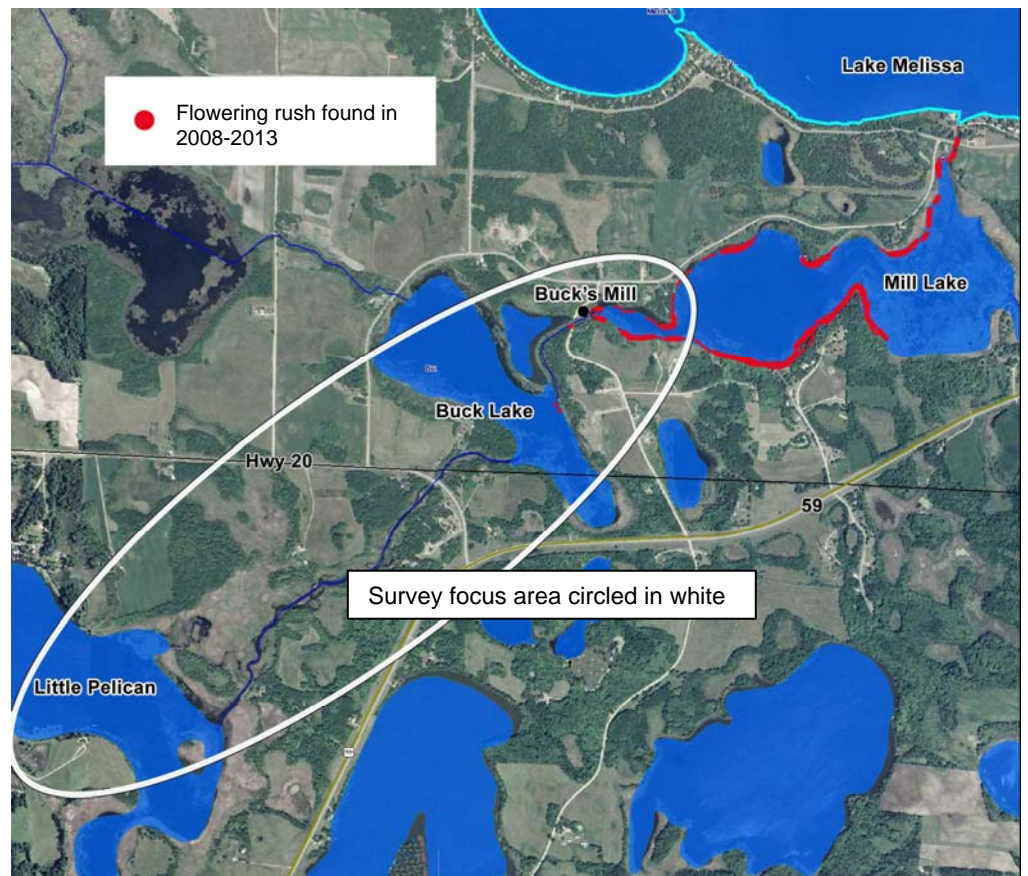 Melissa
Lake Melissa
Flowering rush found in
2008-2013
Buck's Mill
Mill Lake
Buck Lake
Hwy 20
59
Survey focus area circled in white
Little Pelican